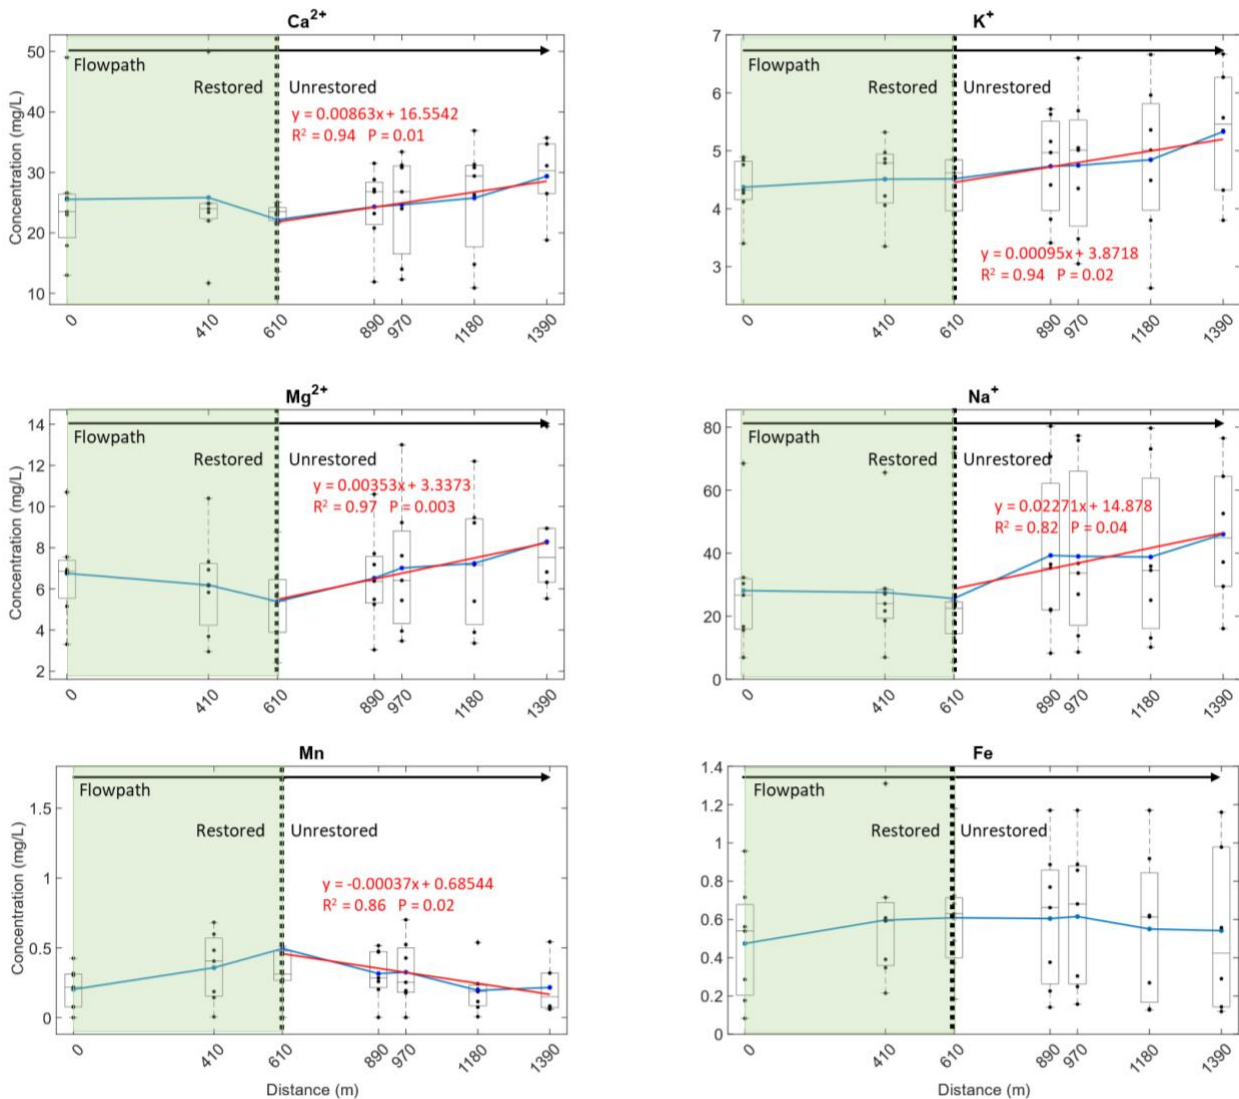 Ca2+
Concentration (mg/L)
50
40
30
20
10
Flowpath
Restored
Unrestored
y = 0.00863x + 16.5542
R2 = 0.94 P = 0.01
0
410
610
890
970
1180
1390
K+
7
6
5
4
3
Flowpath
Restored
Unrestored
y = 0.00095x + 3.8718
R2 = 0.94 P = 0.02
0
410
610
890
970
1180
1390
Mg2+
Concentration (mg/L)
14
12
10
8
6
4
2
Flowpath
Restored
Unrestored
y = 0.00353x + 3.3373
R2 = 0.97 P = 0.003
0
410
610
890
970
1180
1390
Na+
80
60
40
20
0
Flowpath
Restored
Unrestored
y = 0.02271x + 14.878
R2 = 0.82 P = 0.04
0
410
610
890
970
1180
1390
Mn
Concentration (mg/L)
1.5
1
0.5
0
Flowpath
Restored
Unrestored
y = -0.00037x + 0.68544
R2 = 0.86 P = 0.02
0
410
610
890
970
1180
1390
Distance (m)
Fe
1.4
1.2
1
0.8
0.6
0.4
0.2
0
Flowpath
Restored
Unrestored
0
410
610
890
970
1180
1390
Distance (m)